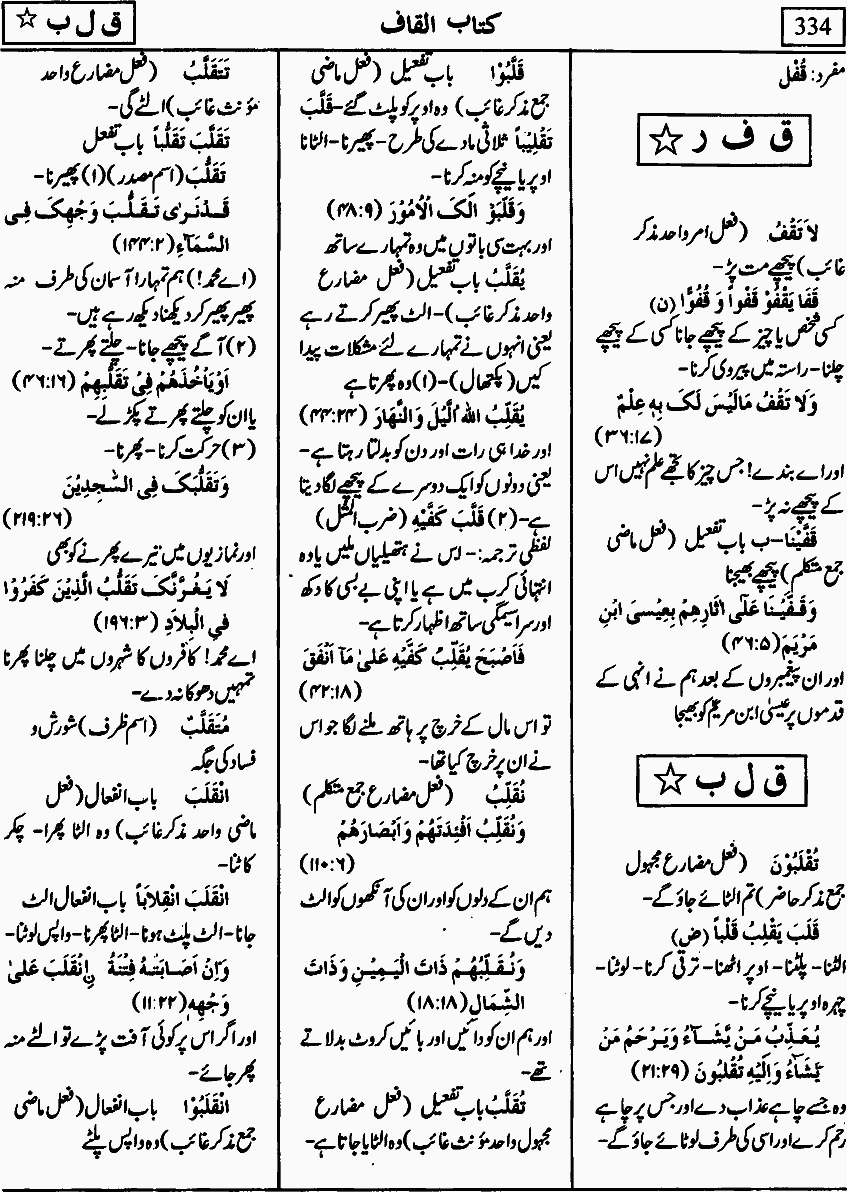 334
کتاب القاف
ق ل ب ☆
مفرد: قُفْل
ق ف ر ☆
لاَتَقْفُ (فعل امر واحد مذکر
غائب) پیچھے مت پڑ-
قَفَا يَقْفُوْ قَفْواً وَ قُفُوًّا (ن)
کسی شخص یا چیز کے پیچھے جانا کسی کے پیچھے
چلنا- راستہ میں پیروی کرنا-
وَلَا تَقْفُ مَالَيْسَ لَکَ بِهٖ عِلْمٌ
(۳۶:۱۷)
اور اے بندے! جس چیز کا تجھے علم نہیں اس
کے پیچھے نہ پڑ-
قَفَّيْنَا-ب باب تفعیل (فعل ماضی
جمع متکلم) پیچھے بھیجنا
وَقَفَّيْنَا عَلٰى اٰثَارِهِمْ بِعِيْسَى ابْنِ
مَرْيَمَ (۴۶:۵)
اور ان پیغمبروں کے بعد ہم نے انہی کے
قدموں پر عیسیٰ ابن مریم کو بھیجا
ق ل ب ☆
تُقْلَبُوْنَ (فعل مضارع مجہول
جمع مذکر حاضر) تم الٹائے جاؤ گے-
قَلَبَ يَقْلِبُ قَلْباً (ض)
الٹنا- پلٹنا- اوپر اٹھنا- ترقی کرنا- لوٹنا-
چہرہ اوپر یا نیچے کرنا-
يُعَذِّبُ مَنْ يَّشَآءُ وَيَرْحَمُ مَنْ
يَّشَآءُ وَاِلَيْهِ تُقْلَبُونَ (۲۱:۲۹)
وہ جسے چاہے عذاب دے اور جس پر چاہے
رحم کرے اور اسی کی طرف لوٹائے جاؤ گے-
قَلَّبُوْا باب تفعیل (فعل ماضی
جمع مذکر غائب) وہ اوپر کو پلٹ گئے- قَلَّبَ
تَقْلِيْباً ثلاثی مادے کی طرح- پھیرنا- الٹانا
اوپر یا نیچے کو منہ کرنا-
وَقَلَّبُوْ الَکَ الْاُمُوْرَ (۴۸:۹)
اور بہت سی باتوں میں وہ تمہارے ساتھ
يُقَلِّبُ باب تفعیل (فعل مضارع
واحد مذکر غائب)- الٹ پھیر کرتے رہے
یعنی انہوں نے تمہارے لئے مشکلات پیدا
کیں (پکتھال)-(۱) وہ پھرتا ہے
يُقَلِّبُ اللّٰهُ الَّيْلَ وَالنَّهَارَ (۴۴:۲۴)
اور خدا ہی رات اور دن کو بدلتا رہتا ہے-
یعنی دونوں کو ایک دوسرے کے پیچھے لگا دیتا
ہے-(۲) قَلَّبَ كَفَّيْهِ (ضرب المثل)
لفظی ترجمہ:- اس نے ہتھیلیاں ملیں یا وہ
انتہائی کرب میں ہے یا اپنی بے بسی کا دکھ
اور سراسیمگی ساتھ اظہار کرتا ہے-
فَاَصْبَحَ يُقَلِّبُ كَفَّيْهِ عَلىٰ مَآ اَنْفَقَ
(۴۲:۱۸)
تو اس مال کے خرچ پر ہاتھ ملنے لگا جو اس
نے ان پر خرچ کیا تھا-
نُقَلِّبُ (فعل مضارع جمع متکلم)
وَنُقَلِّبُ اَفْئِدَتَهُمْ وَاَبْصَارَهُمْ
(۱۱۰:۶)
ہم ان کے دلوں کو اور ان کی آنکھوں کو الٹ
دیں گے-
وَنُقَلِّبُهُمْ ذَاتَ الْيَمِيْنِ وَذَاتَ
الشِّمَالِ (۱۸:۱۸)
اور ہم ان کو دائیں اور بائیں کروٹ بدلاتے
تھے-
تُقَلَّبُ باب تفعیل (فعل مضارع
مجہول واحد مؤنث غائب) وہ الٹایا جاتا ہے-
تَتَقَلَّبُ (فعل مضارع واحد
مؤنث غائب) الٹے گی-
تَقَلَّبَ تَقَلُّباً باب تفعل
تَقَلُّبَ (اسم مصدر) (۱) پھیرنا-
قَدْنَرٰى تَقَلُّبَ وَجْهِکَ فِى
السَّمَآءِ (۱۴۴:۲)
(اے محمد!) ہم تمہارا آسمان کی طرف منہ
پھیر پھیر کر دیکھنا دیکھ رہے ہیں-
(۲) آگے پیچھے جانا- چلتے پھرتے-
اَوْيَاْخُذَهُمْ فِىْ تَقَلُّبِهِمْ (۴۶:۱۶)
یا ان کو چلتے پھرتے پکڑ لے-
(۳) حرکت کرنا- پھرنا-
وَتَقَلُّبَکَ فِى السّٰجِدِيْنَ
(۲۱۹:۲۶)
اور نمازیوں میں تیرے پھرنے کو بھی
لَا يَغُرَّنَّکَ تَقَلُّبُ الَّذِيْنَ كَفَرُوْا
فِى الْبِلَادِ (۱۹۶:۳)
اے محمد! کافروں کا شہروں میں چلنا پھرنا
تمہیں دھوکا نہ دے-
مُتَقَلَّبٌ (اسم ظرف) شورش و
فساد کی جگہ
انْقَلَبَ باب انفعال (فعل
ماضی واحد مذکر غائب) وہ الٹا پھرا- چکر
کاٹنا-
انْقَلَبَ انْقِلاَباً باب انفعال الٹ
جانا- الٹ پلٹ ہونا- الٹا پھرنا- واپس لوٹنا-
وَاِنْ اَصَابَتْهُ فِتْنَةُ ۨ انْقَلَبَ عَلىٰ
وَجْهِهٖ (۱۱:۲۲)
اور اگر اس پر کوئی آفت پڑے تو الٹے منہ
پھر جائے-
انْقَلَبُوْا باب انفعال (فعل ماضی
جمع مذکر غائب) وہ واپس پلٹے